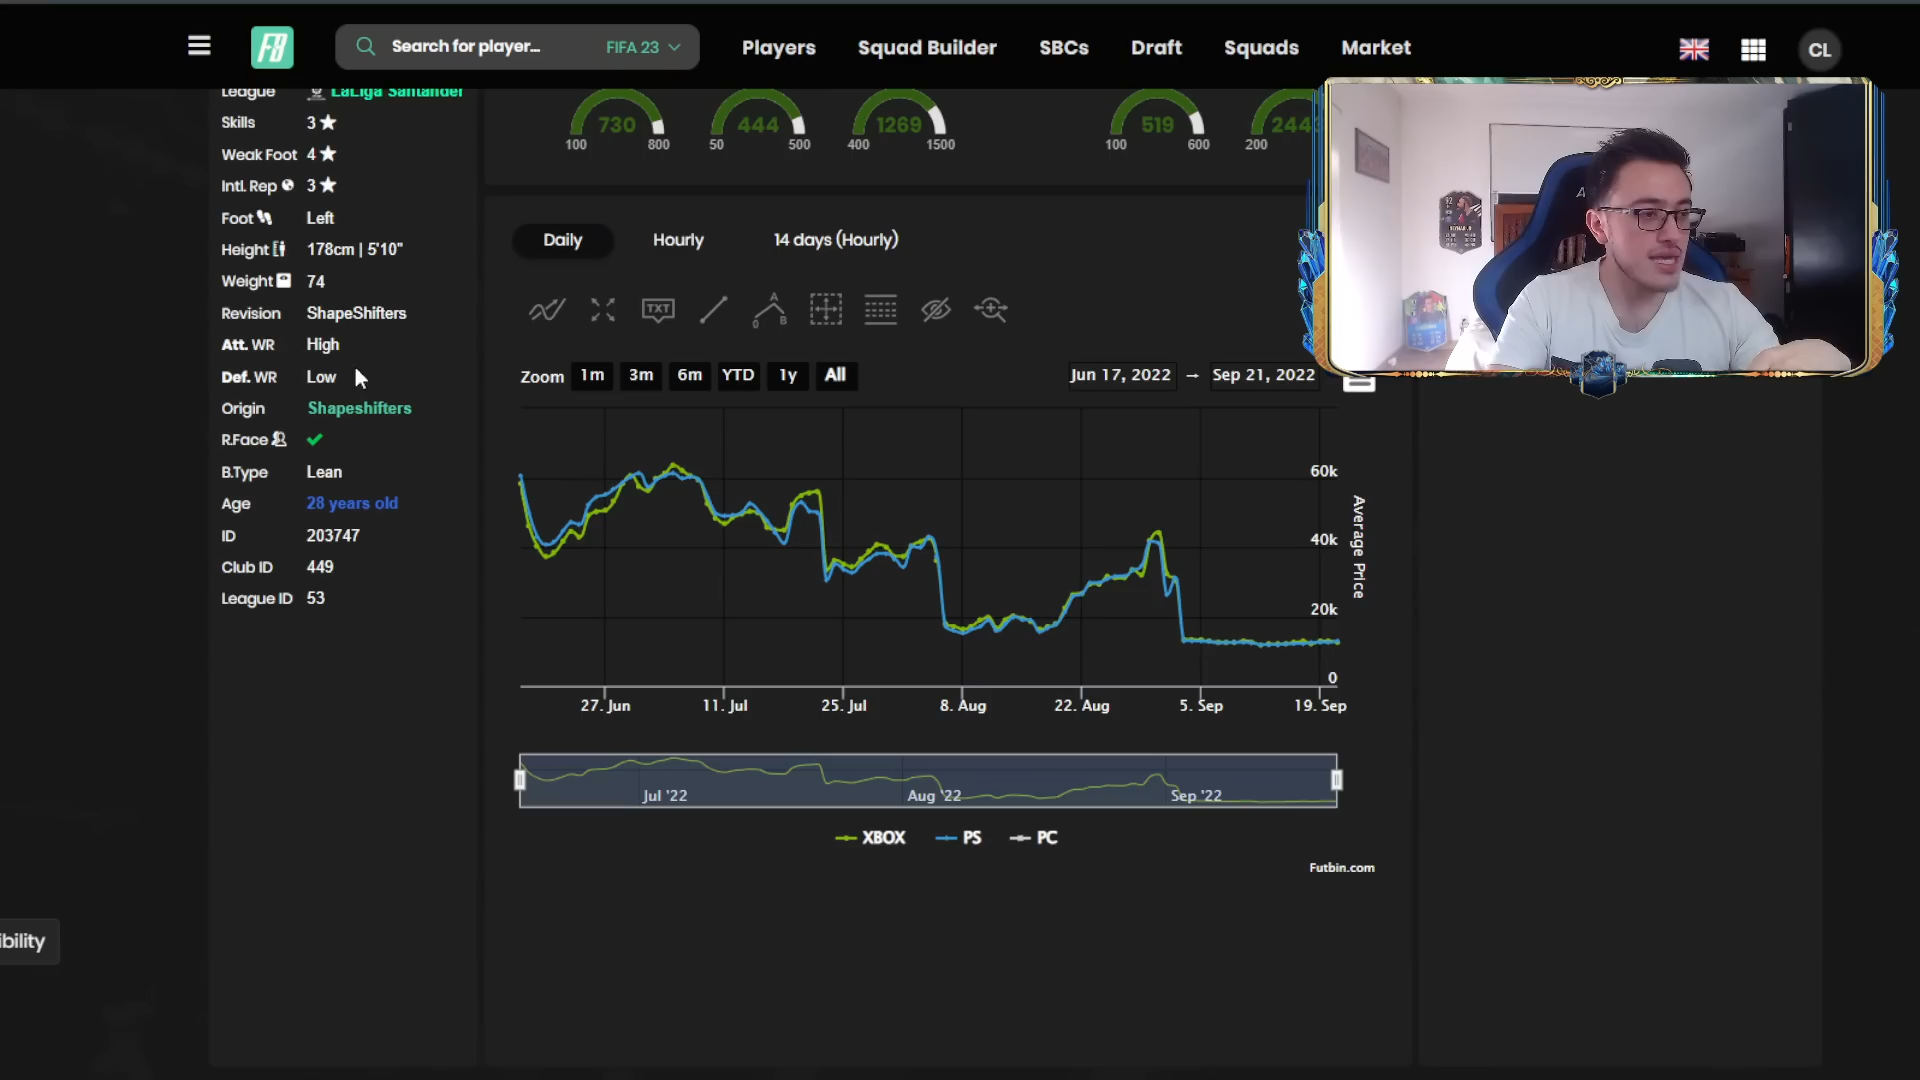 F8
Search for player...
FIFA 23
Players
Squad Builder
SBCs
Draft
Squads
Market
CL
League LaLiga Santander
Skills 3
Weak Foot 4
Intl. Rep 3
Foot Left
Height 178cm | 5'10"
Weight 74
Revision ShapeShifters
Att. WR High
Def. WR Low
Origin Shapeshifters
R.Face
B.Type Lean
Age 28 years old
ID 203747
Club ID 449
League ID 53
730
100 800
444
50 500
1269
400 1500
519
100 600
244
200
Daily
Hourly
14 days (Hourly)
TXT
A
0 B
Zoom 1m 3m 6m YTD 1y All
Jun 17, 2022 → Sep 21, 2022
60k
40k
20k
0
Average Price
27. Jun 11. Jul 25. Jul 8. Aug 22. Aug 5. Sep 19. Sep
Jul '22 Aug '22 Sep '22
XBOX PS PC
Futbin.com
ibility
92
NEYMAR JR